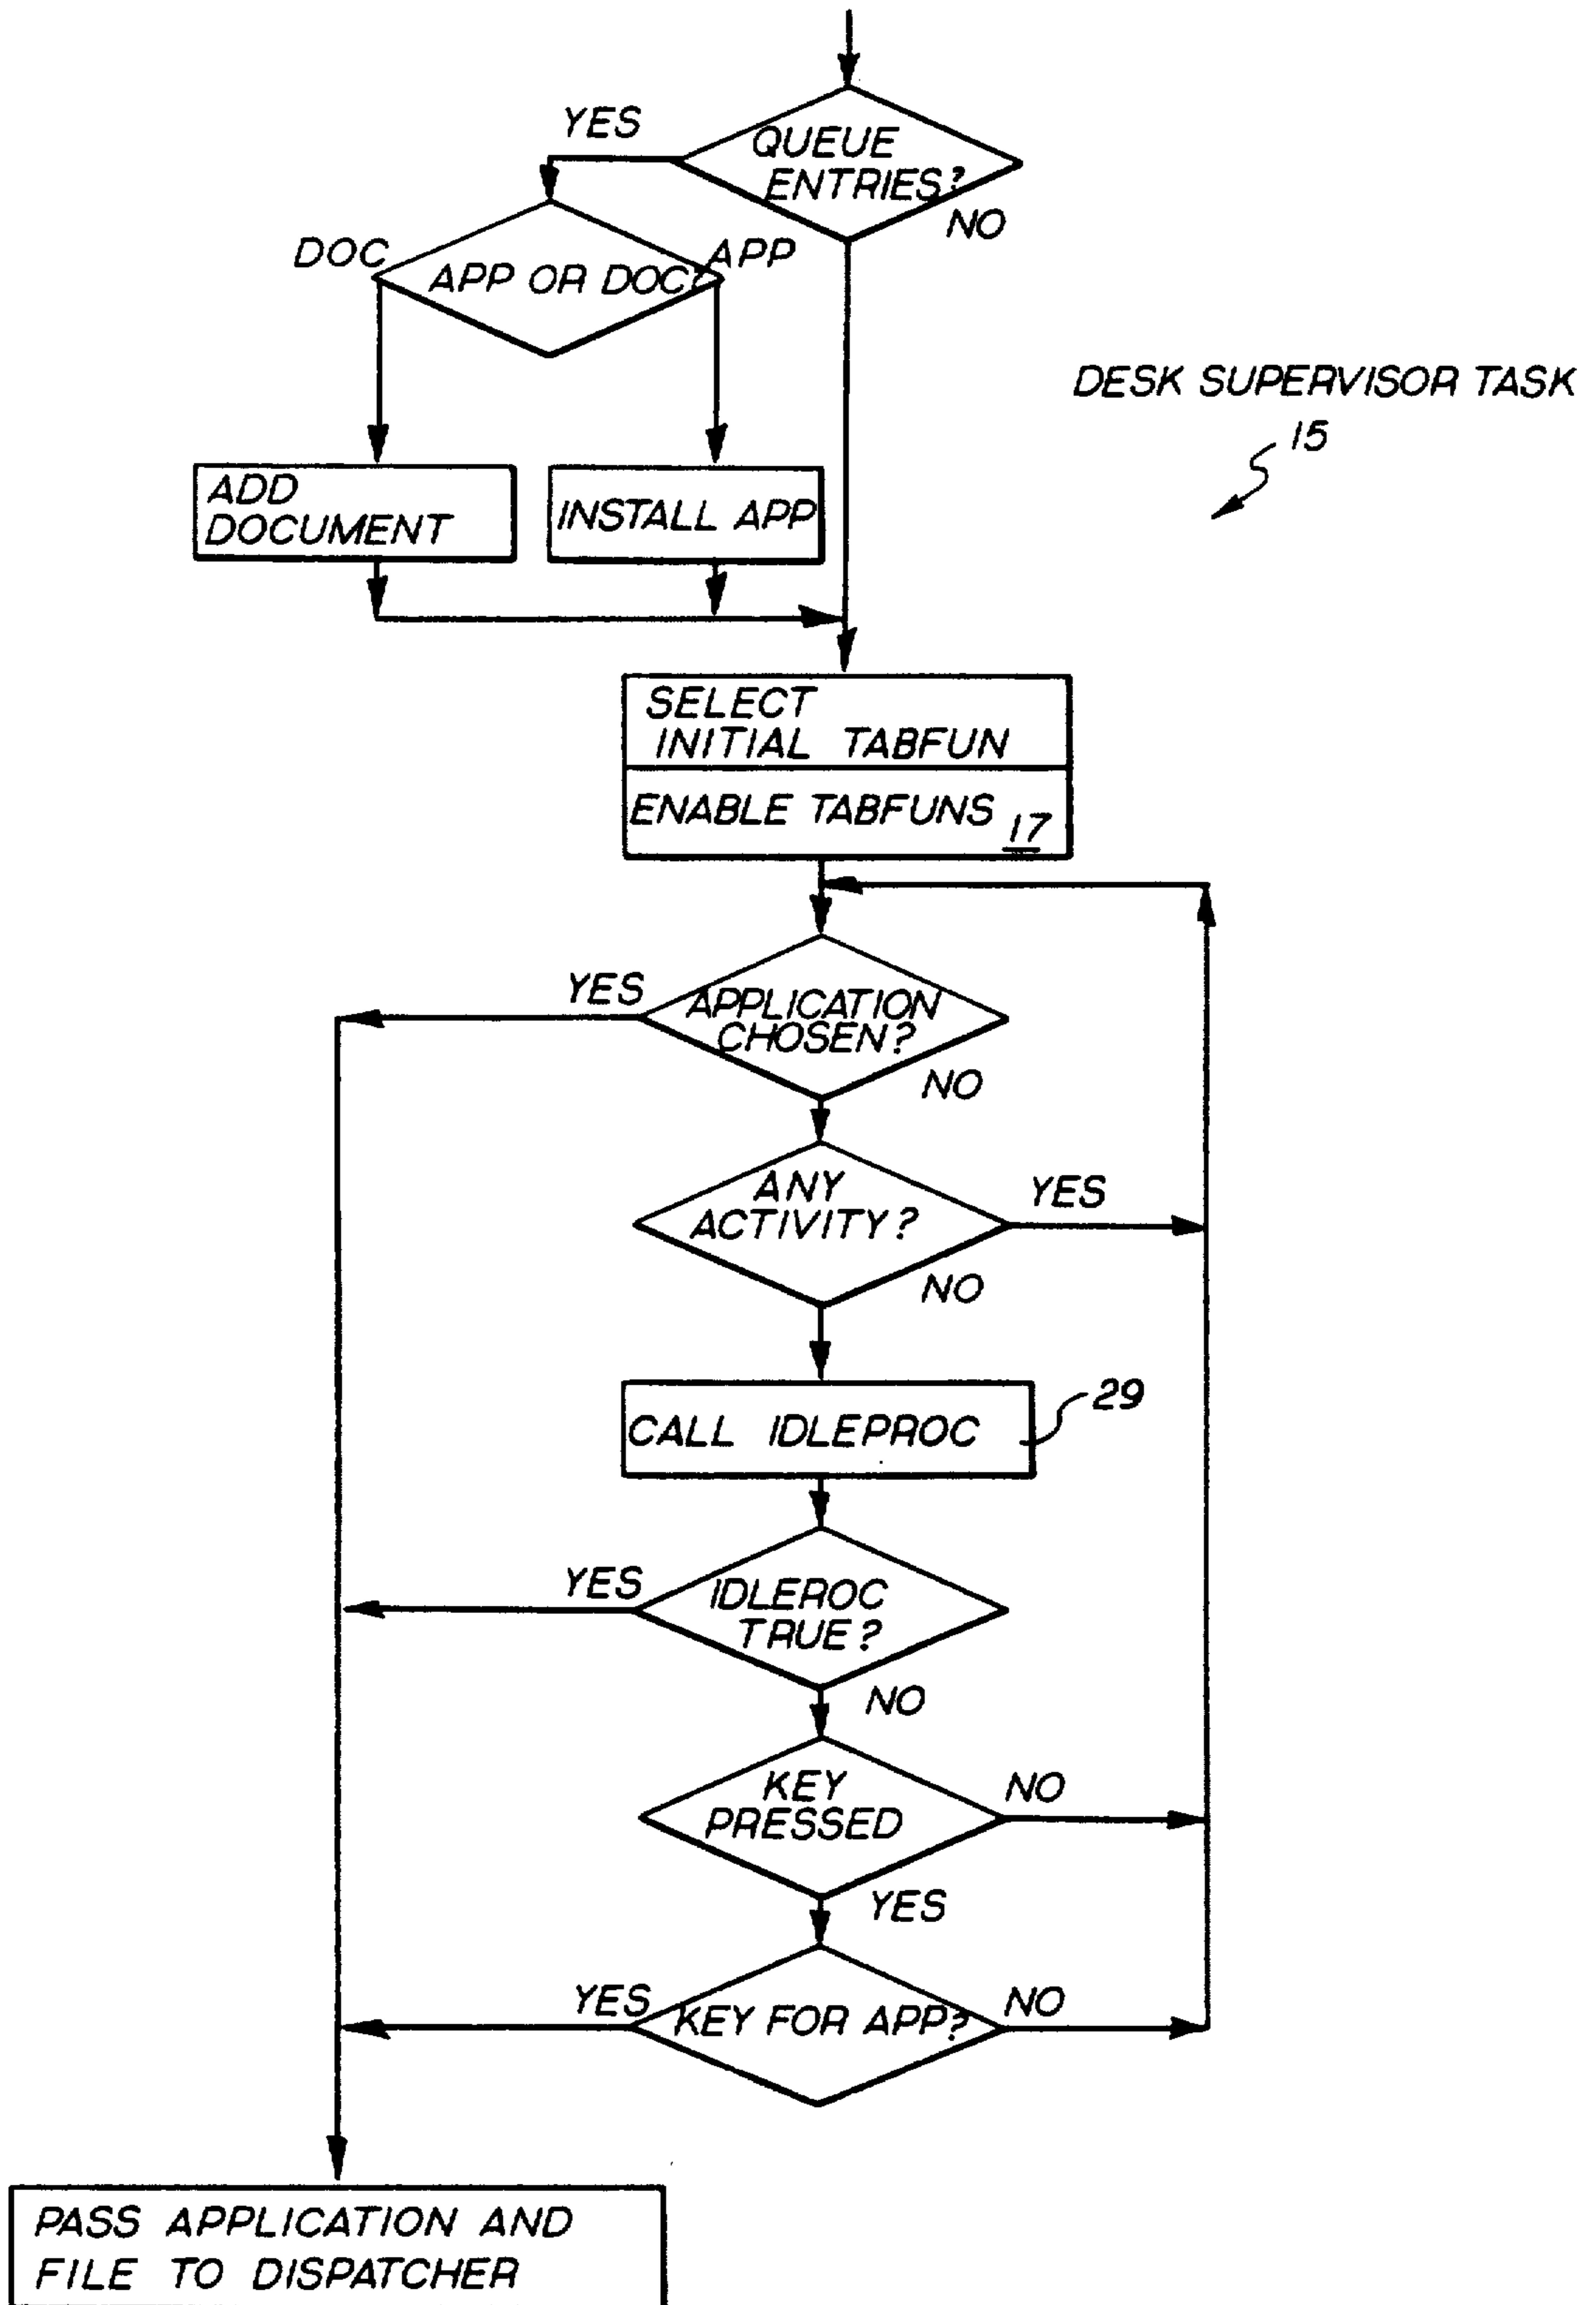 YES
QUEUE
ENTRIES?
NO
DOC
APP
APP OR DOC?
DESK SUPERVISOR TASK
15
ADD
DOCUMENT
INSTALL APP
SELECT
INITIAL TABFUN
ENABLE TABFUNS 17
YES
APPLICATION
CHOSEN?
NO
ANY
ACTIVITY?
YES
NO
CALL IDLEPROC
29
YES
IDLEROC
TRUE?
NO
KEY
PRESSED
NO
YES
YES
KEY FOR APP?
NO
PASS APPLICATION AND
FILE TO DISPATCHER